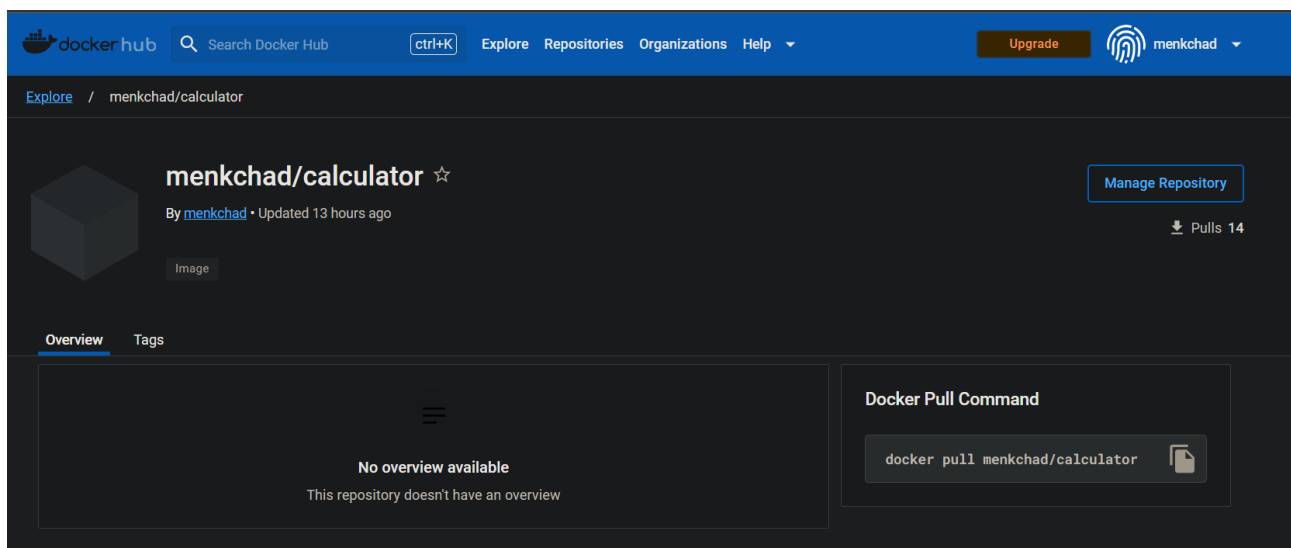 docker hub Search Docker Hub ctrl+K Explore Repositories Organizations Help Upgrade menkchad
Explore / menkchad/calculator
menkchad/calculator
Manage Repository
By menkchad • Updated 13 hours ago
Pulls 14
Image
Overview Tags
Docker Pull Command
docker pull menkchad/calculator
No overview available
This repository doesn't have an overview